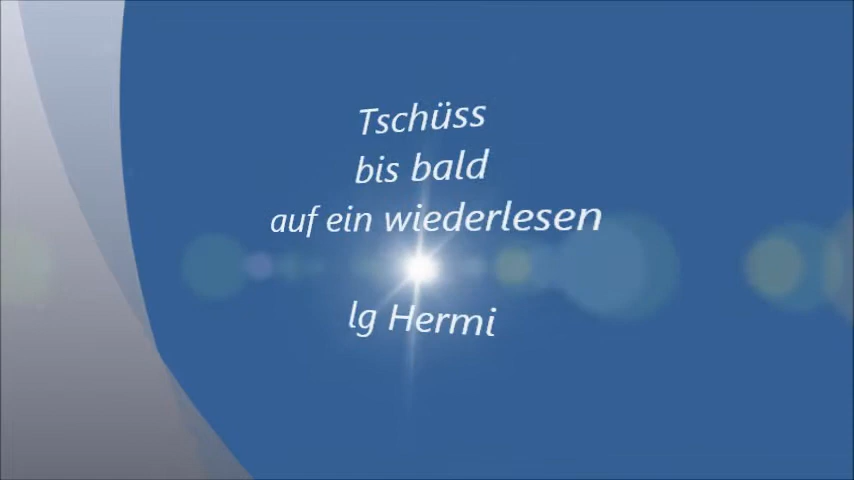 Tschüss
bis bald
auf ein wiederlesen
lg Hermi